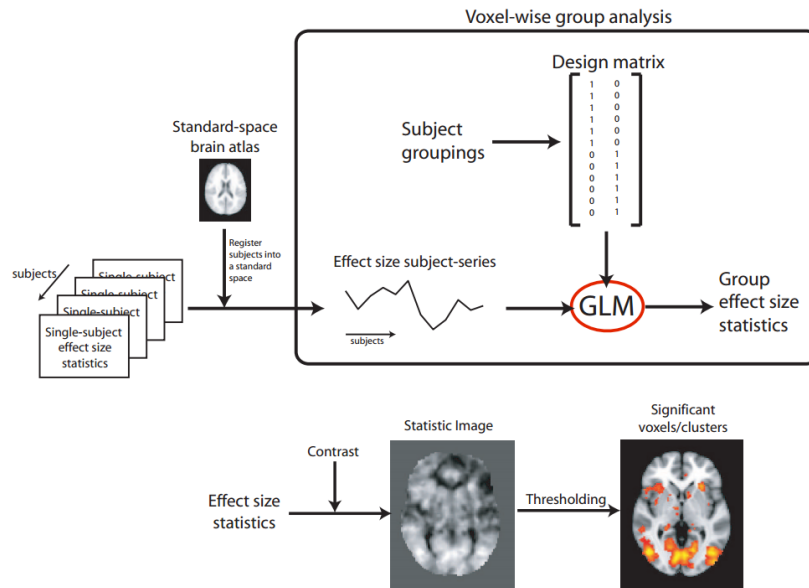 Voxel-wise group analysis
Design matrix
1 0
1 0
1 0
1 0
1 0
1 0
0 1
0 1
0 1
0 1
0 1
0 1
Standard-space
brain atlas
Subject
groupings
Register
subjects into
a standard
space
subjects
Single-subject
Single-subject
Single-subject
Single-subject
effect size
statistics
Effect size subject-series
subjects
GLM
Group
effect size
statistics
Statistic Image
Significant
voxels/clusters
Contrast
Effect size
statistics
Thresholding